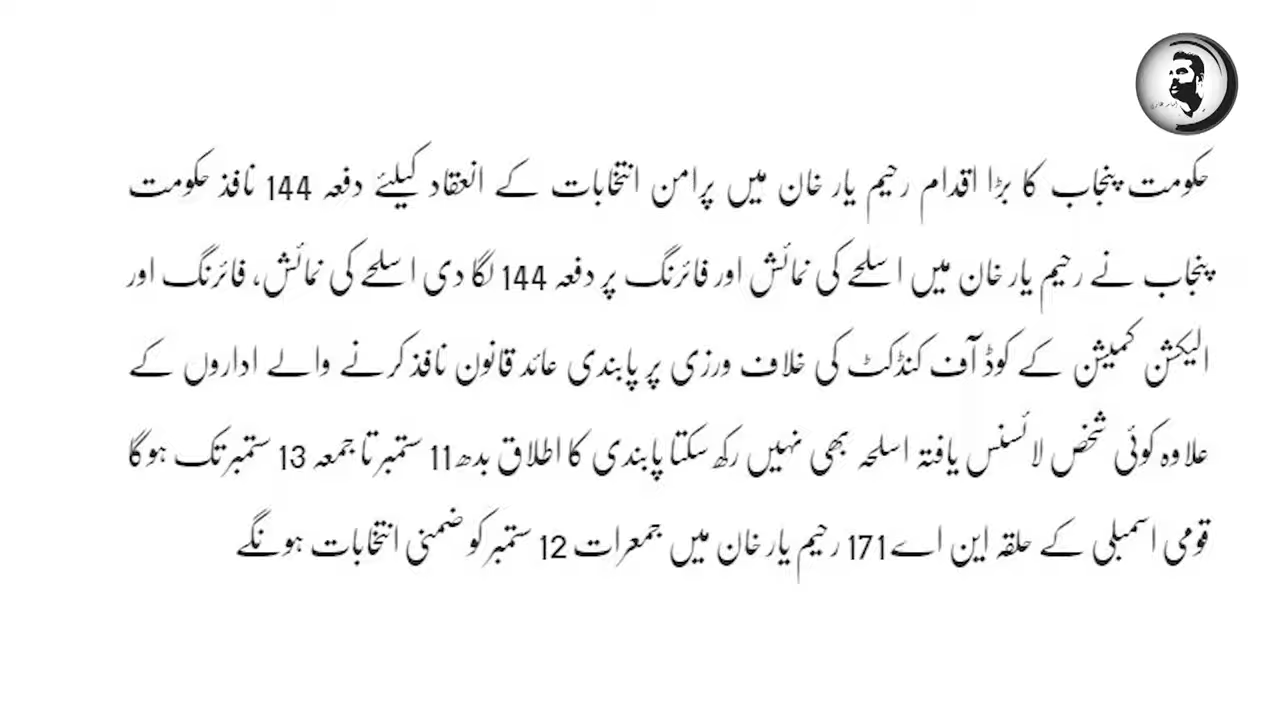 حکومت پنجاب کا بڑا اقدام رحیم یار خان میں پرامن انتخابات کے انعقاد کیلئے دفعہ 144 نافذ حکومت
پنجاب نے رحیم یار خان میں اسلحے کی نمائش اور فائرنگ پر دفعہ 144 لگا دی اسلحے کی نمائش، فائرنگ اور
الیکشن کمیشن کے کوڈ آف کنڈکٹ کی خلاف ورزی پر پابندی عائد قانون نافذ کرنے والے اداروں کے
علاوہ کوئی شخص لائسنس یافتہ اسلحہ بھی نہیں رکھ سکتا پابندی کا اطلاق بدھ 11 ستمبر تا جمعہ 13 ستمبر تک ہوگا
قومی اسمبلی کے حلقہ این اے 171 رحیم یار خان میں جمعرات 12 ستمبر کو ضمنی انتخابات ہونگے